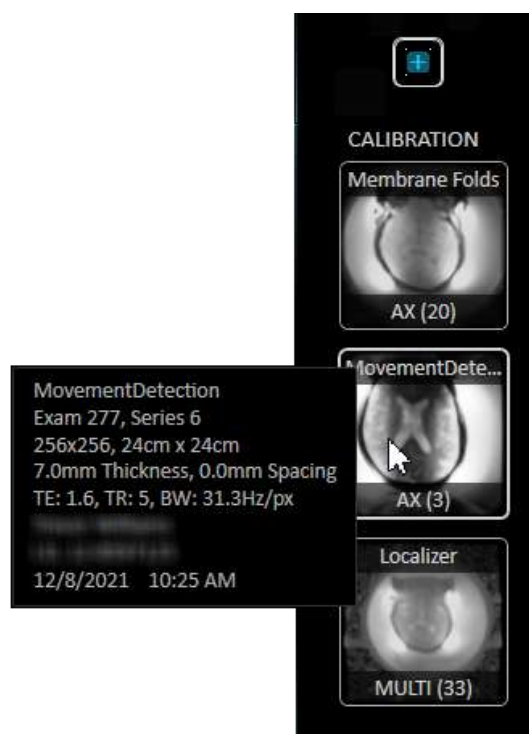 CALIBRATION
Membrane Folds
AX (20)
MovementDete...
AX (3)
MovementDetection
Exam 277, Series 6
256x256, 24cm x 24cm
7.0mm Thickness, 0.0mm Spacing
TE: 1.6, TR: 5, BW: 31.3Hz/px
12/8/2021 10:25 AM
Localizer
MULTI (33)